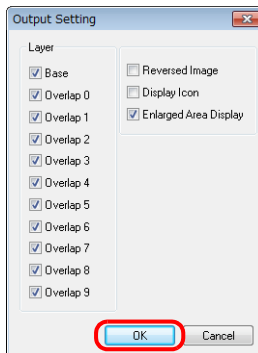 Output Setting
Layer
Base
Overlap 0
Overlap 1
Overlap 2
Overlap 3
Overlap 4
Overlap 5
Overlap 6
Overlap 7
Overlap 8
Overlap 9
Reversed Image
Display Icon
Enlarged Area Display
OK
Cancel